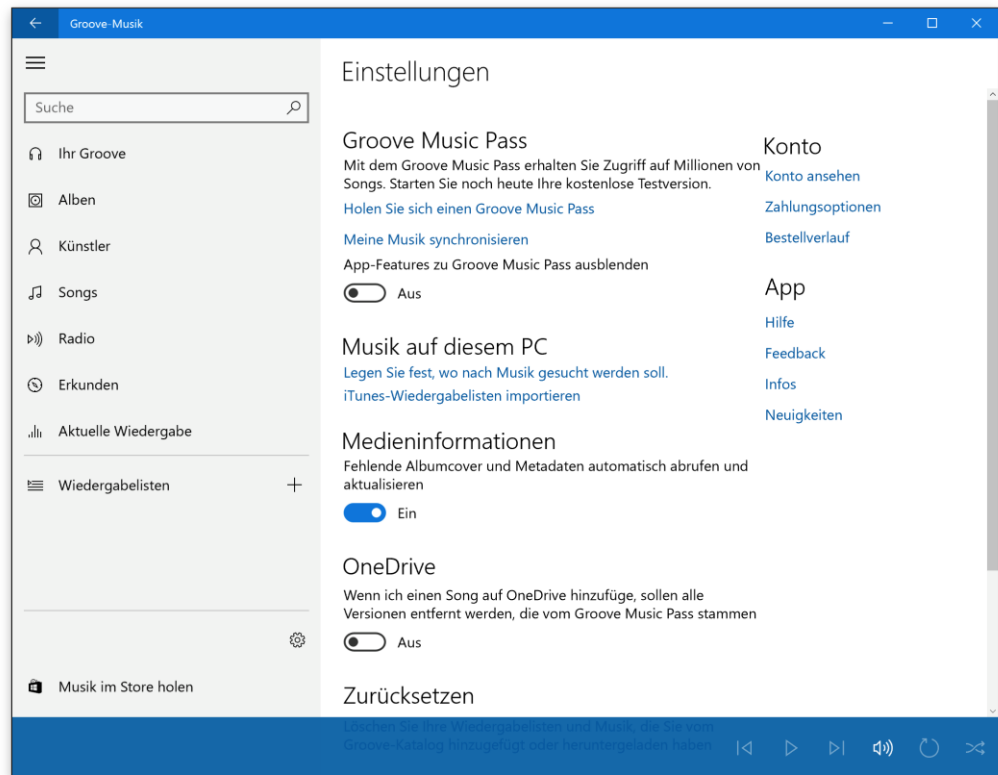 Groove-Musik
Suche
Ihr Groove
Alben
Künstler
Songs
Radio
Erkunden
Aktuelle Wiedergabe
Wiedergabelisten
Musik im Store holen
Einstellungen
Groove Music Pass
Mit dem Groove Music Pass erhalten Sie Zugriff auf Millionen von
Songs. Starten Sie noch heute Ihre kostenlose Testversion.
Holen Sie sich einen Groove Music Pass
Meine Musik synchronisieren
App-Features zu Groove Music Pass ausblenden
Aus
Musik auf diesem PC
Legen Sie fest, wo nach Musik gesucht werden soll.
iTunes-Wiedergabelisten importieren
Medieninformationen
Fehlende Albumcover und Metadaten automatisch abrufen und
aktualisieren
Ein
OneDrive
Wenn ich einen Song auf OneDrive hinzufüge, sollen alle
Versionen entfernt werden, die vom Groove Music Pass stammen
Aus
Zurücksetzen
Löschen Sie Ihre Wiedergabelisten und Musik, die Sie vom
Groove-Katalog hinzugefügt oder heruntergeladen haben
Konto
Konto ansehen
Zahlungsoptionen
Bestellverlauf
App
Hilfe
Feedback
Infos
Neuigkeiten